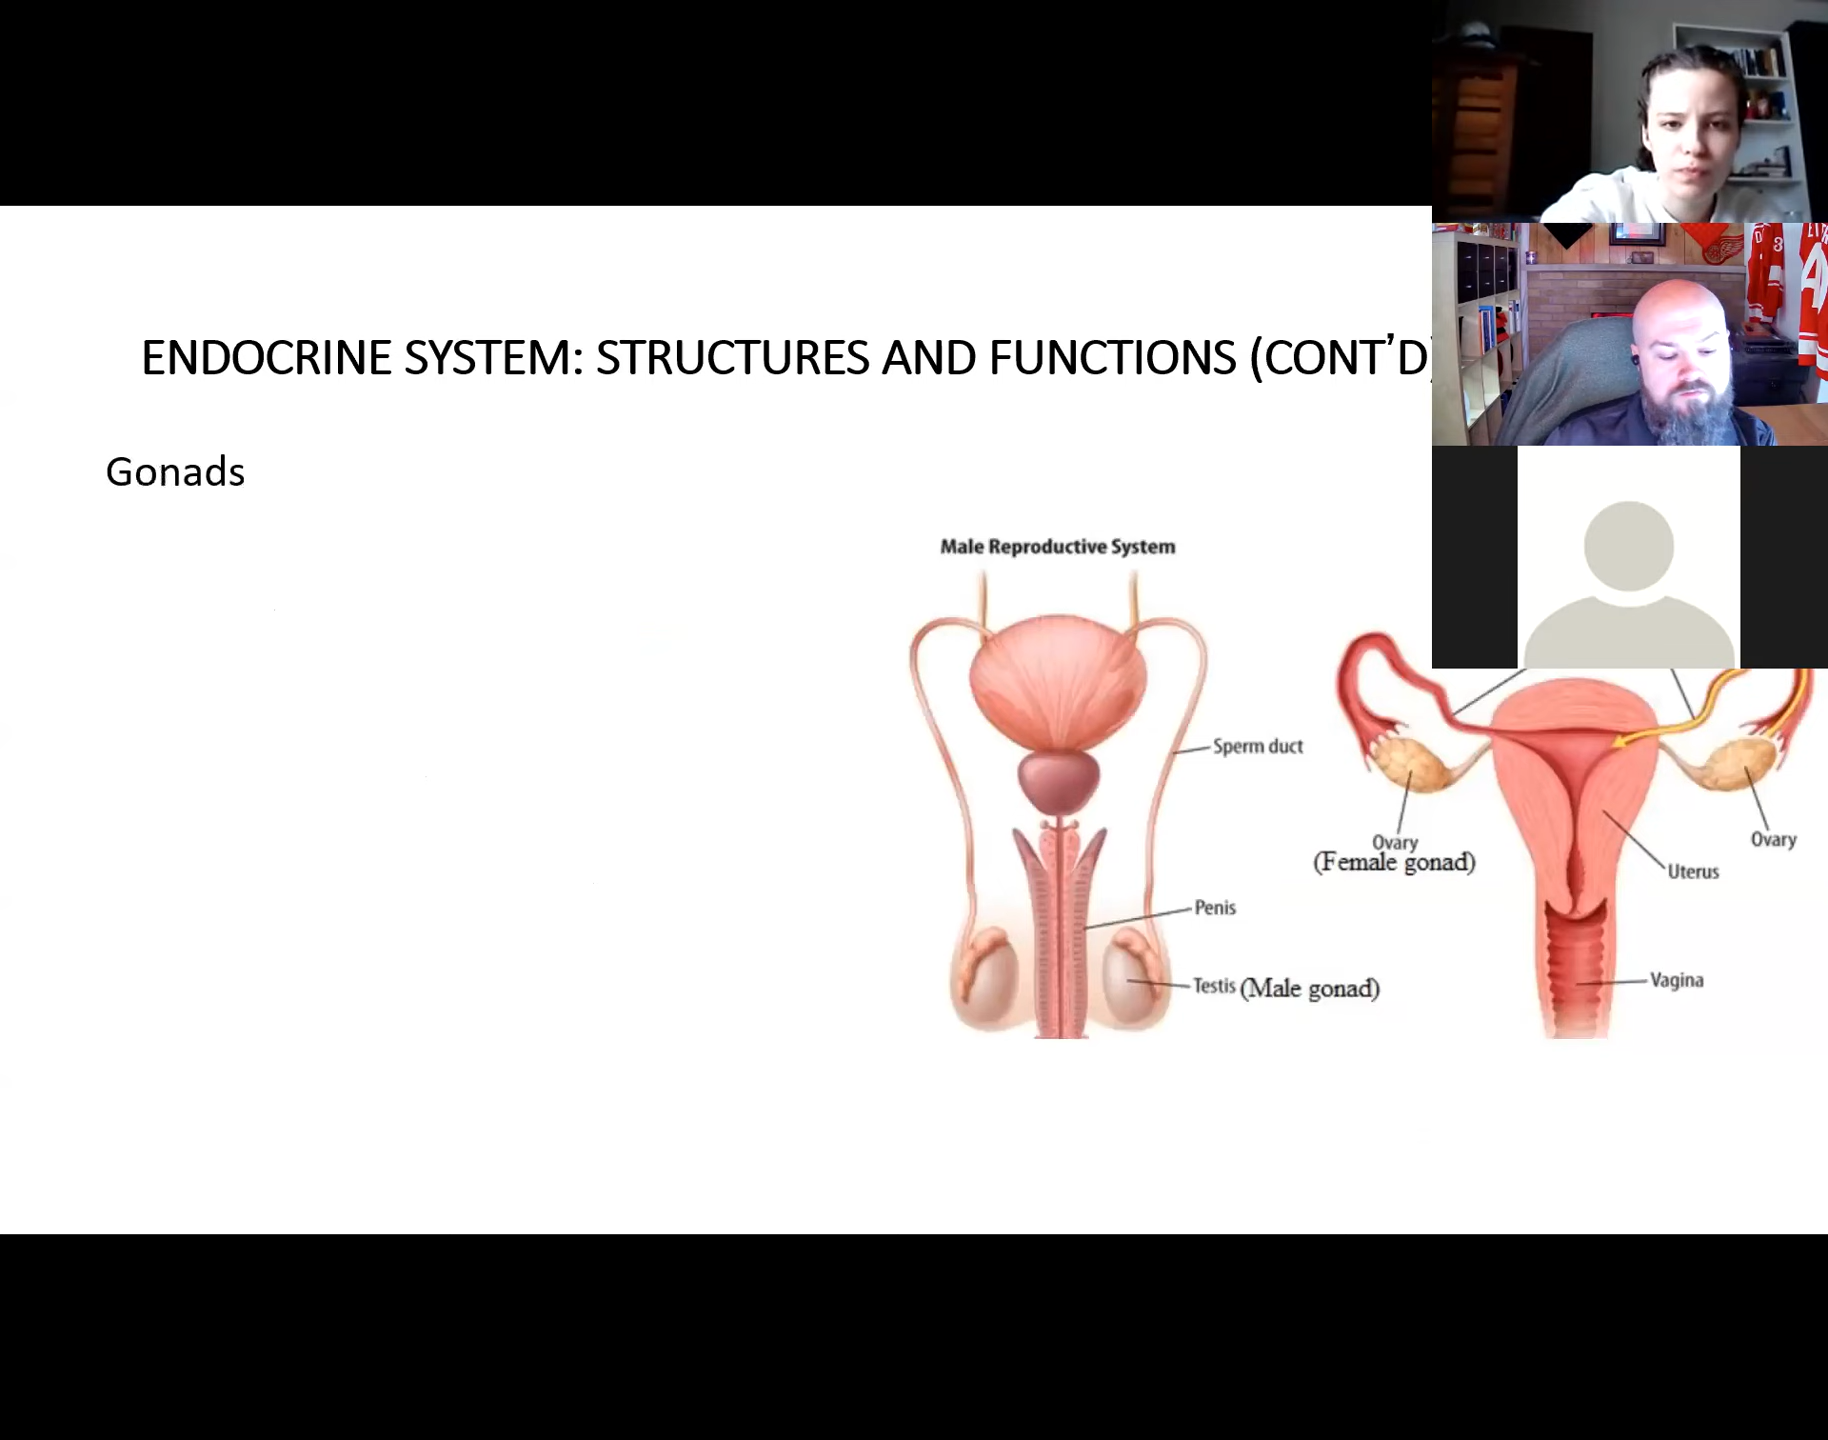 ENDOCRINE SYSTEM: STRUCTURES AND FUNCTIONS (CONT’D)
Gonads
Male Reproductive System
Sperm duct
Penis
Testis (Male gonad)
Ovary
(Female gonad)
Ovary
Uterus
Vagina